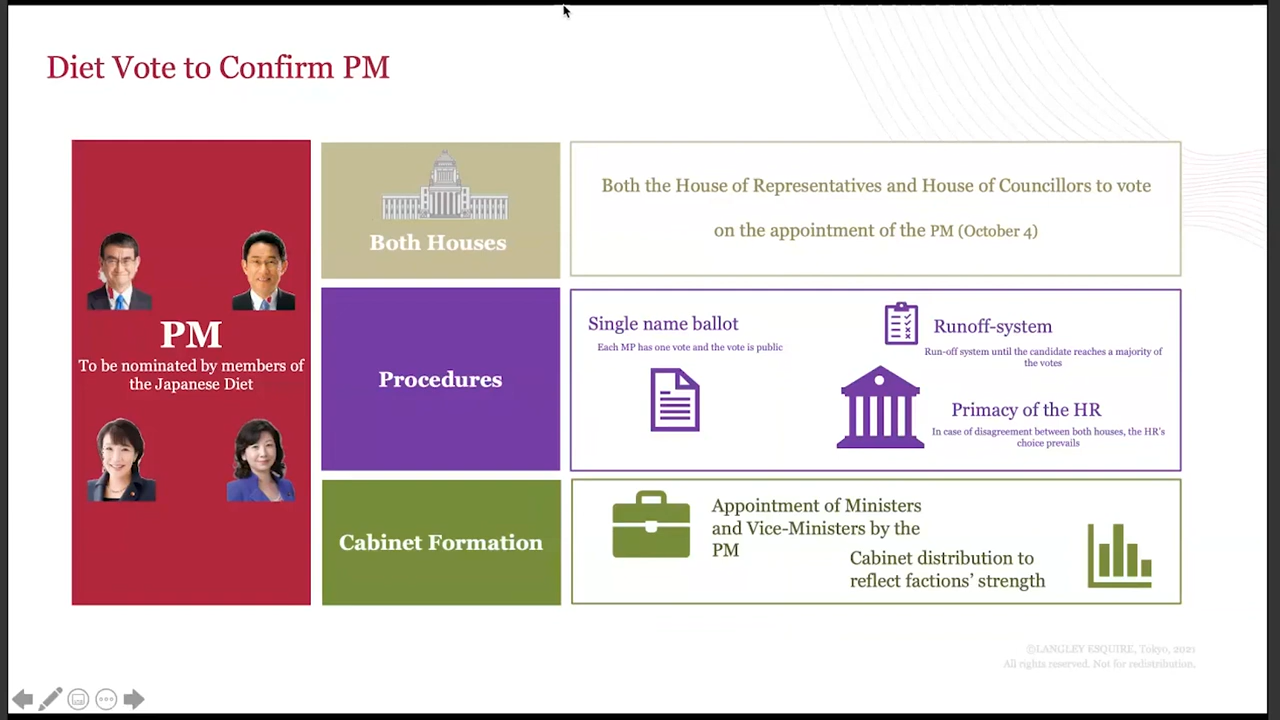 Diet Vote to Confirm PM
PM
To be nominated by members of
the Japanese Diet
Both Houses
Both the House of Representatives and House of Councillors to vote
on the appointment of the PM (October 4)
Procedures
Single name ballot
Each MP has one vote and the vote is public
Runoff-system
Run-off system until the candidate reaches a majority of
the votes
Primacy of the HR
In case of disagreement between both houses, the HR's
choice prevails
Cabinet Formation
Appointment of Ministers
and Vice-Ministers by the
PM
Cabinet distribution to
reflect factions' strength
©LANGLEY ESQUIRE, Tokyo, 2021
All rights reserved. Not for redistribution.